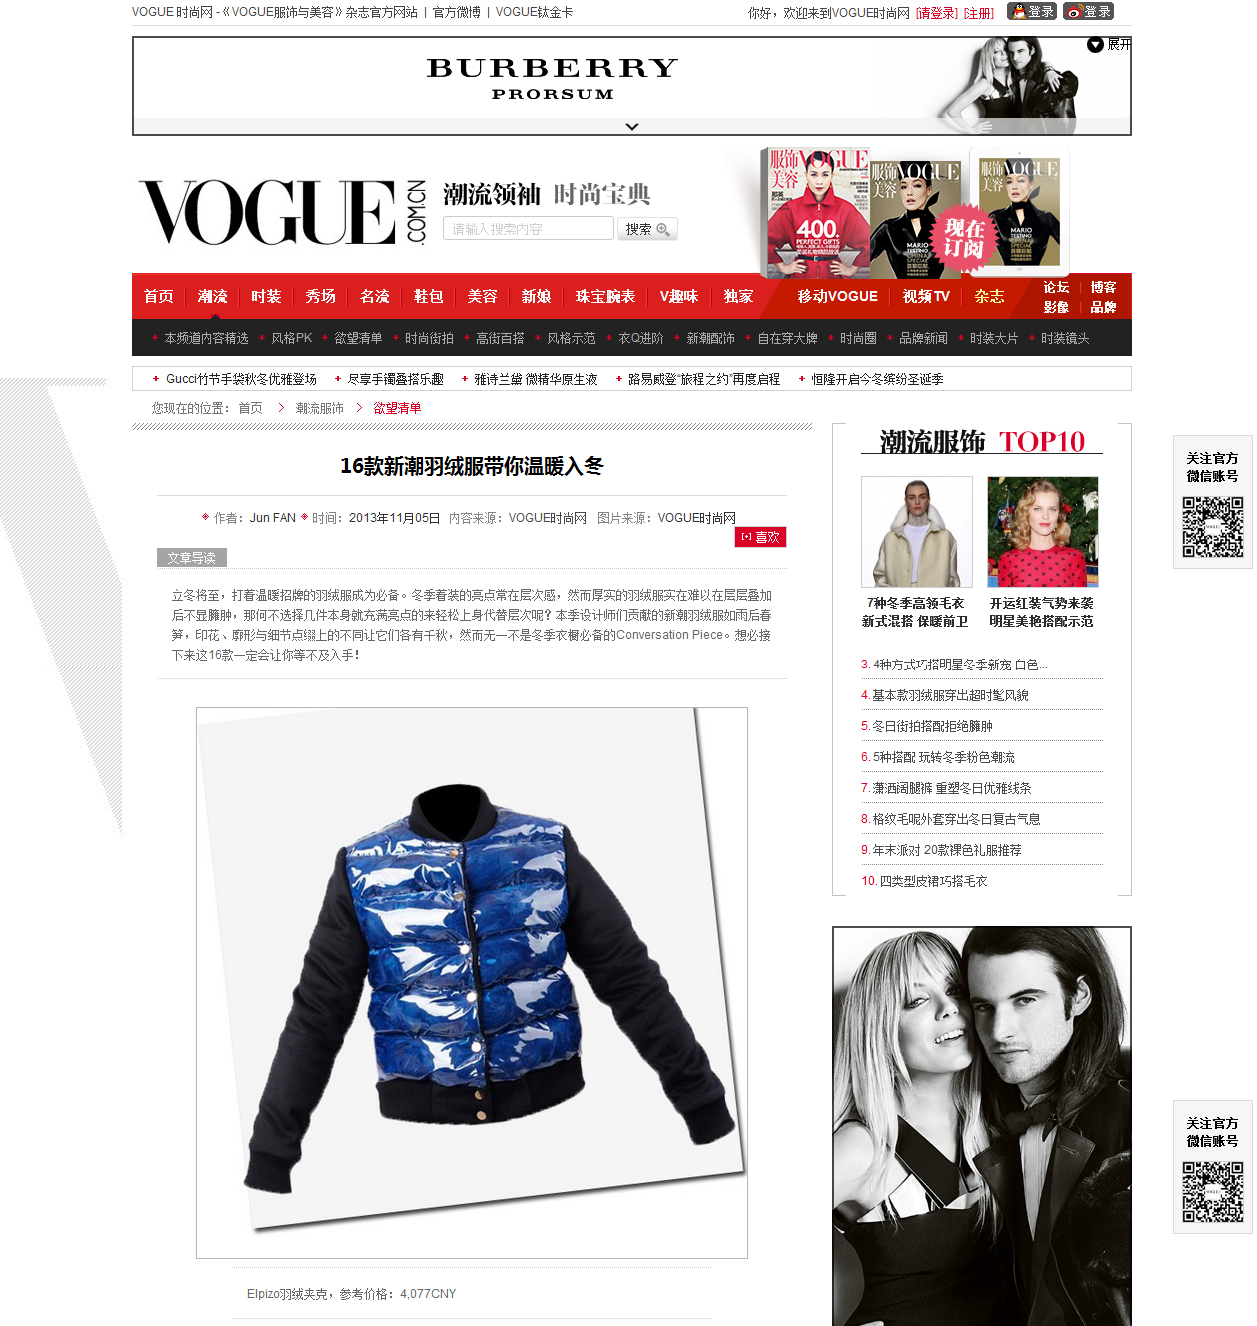 VOGUE 时尚网 -《VOGUE服饰与美容》杂志官方网站 | 官方微博 | VOGUE钛金卡
你好，欢迎来到VOGUE时尚网 [请登录] [注册] 登录 登录
展开
BURBERRY
PRORSUM
VOGUE.COM.CN
潮流领袖 时尚宝典
请输入搜索内容 搜索
服饰美容 VOGUE
400
PERFECT GIFTS
服饰美容 VOGUE
MARIO TESTINO
CHINA SPECIAL
服饰美容 VOGUE
MARIO TESTINO
CHINA SPECIAL
现在订阅
首页 潮流 时装 秀场 名流 鞋包 美容 新娘 珠宝腕表 V趣味 独家 移动VOGUE 视频TV 杂志 论坛 博客
影像 品牌
本频道内容精选 风格PK 欲望清单 时尚街拍 高街百搭 风格示范 衣Q进阶 新潮配饰 自在穿大牌 时尚圈 品牌新闻 时装大片 时装镜头
Gucci竹节手袋秋冬优雅登场 尽享手镯叠搭乐趣 雅诗兰黛 微精华原生液 路易威登“旅程之约”再度启程 恒隆开启今冬缤纷圣诞季
您现在的位置： 首页 > 潮流服饰 > 欲望清单
16款新潮羽绒服带你温暖入冬
作者：Jun FAN 时间：2013年11月05日 内容来源：VOGUE时尚网 图片来源：VOGUE时尚网
[+] 喜欢
文章导读
立冬将至，打着温暖招牌的羽绒服成为必备。冬季着装的亮点常在层次感，然而厚实的羽绒服实在难以在层层叠加
后不显臃肿，那何不选择几件本身就充满亮点的来轻松上身代替层次呢？本季设计师们贡献的新潮羽绒服如雨后春
笋，印花、廓形与细节点缀上的不同让它们各有千秋，然而无一不是冬季衣橱必备的Conversation Piece。想必接
下来这16款一定会让你等不及入手！
Elpizo羽绒夹克，参考价格：4,077CNY
潮流服饰 TOP10
7种冬季高领毛衣
新式混搭 保暖前卫
开运红装气势来袭
明星美艳搭配示范
3. 4种方式巧搭明星冬季新宠 白色...
4. 基本款羽绒服穿出超时髦风貌
5. 冬日街拍搭配拒绝臃肿
6. 5种搭配 玩转冬季粉色潮流
7. 潇洒阔腿裤 重塑冬日优雅线条
8. 格纹毛呢外套穿出冬日复古气息
9. 年末派对 20款裸色礼服推荐
10. 四类型皮裙巧搭毛衣
关注官方
微信账号
关注官方
微信账号